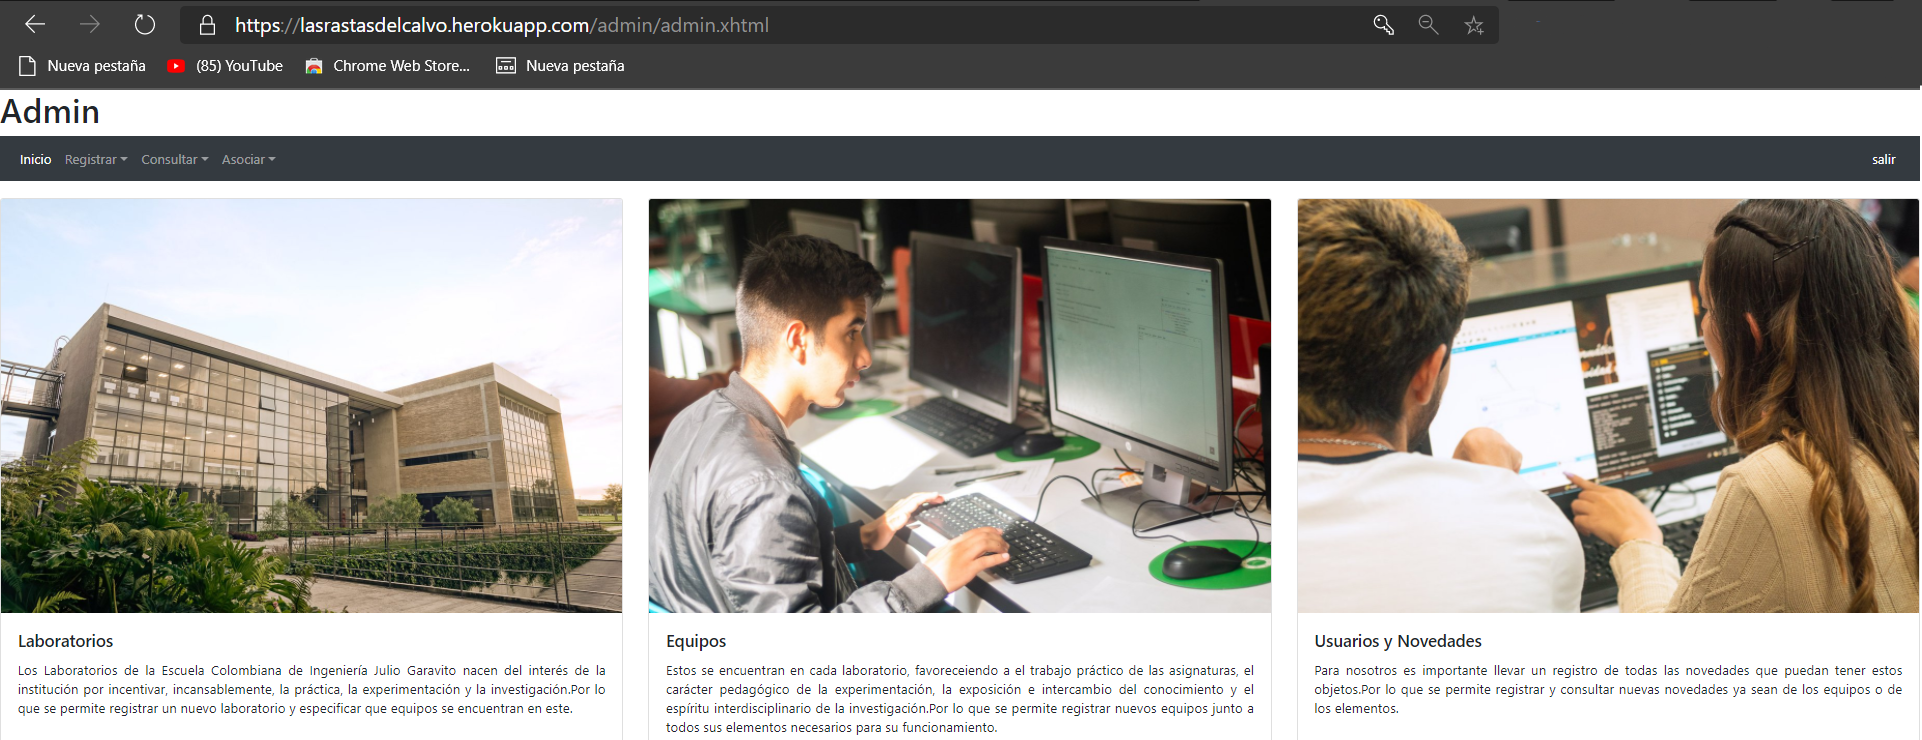 https://lasrastasdelcalvo.herokuapp.com/admin/admin.xhtml
Nueva pestaña (85) YouTube Chrome Web Store... Nueva pestaña
Admin
Inicio Registrar Consultar Asociar salir
Laboratorios
Los Laboratorios de la Escuela Colombiana de Ingeniería Julio Garavito nacen del interés de la
institución por incentivar, incansablemente, la práctica, la experimentación y la investigación.Por lo
que se permite registrar un nuevo laboratorio y especificar que equipos se encuentran en este.
Equipos
Estos se encuentran en cada laboratorio, favoreceiendo a el trabajo práctico de las asignaturas, el
carácter pedagógico de la experimentación, la exposición e intercambio del conocimiento y el
espíritu interdisciplinario de la investigación.Por lo que se permite registrar nuevos equipos junto a
todos sus elementos necesarios para su funcionamiento.
Usuarios y Novedades
Para nosotros es importante llevar un registro de todas las novedades que puedan tener estos
objetos.Por lo que se permite registrar y consultar nuevas novedades ya sean de los equipos o de
los elementos.